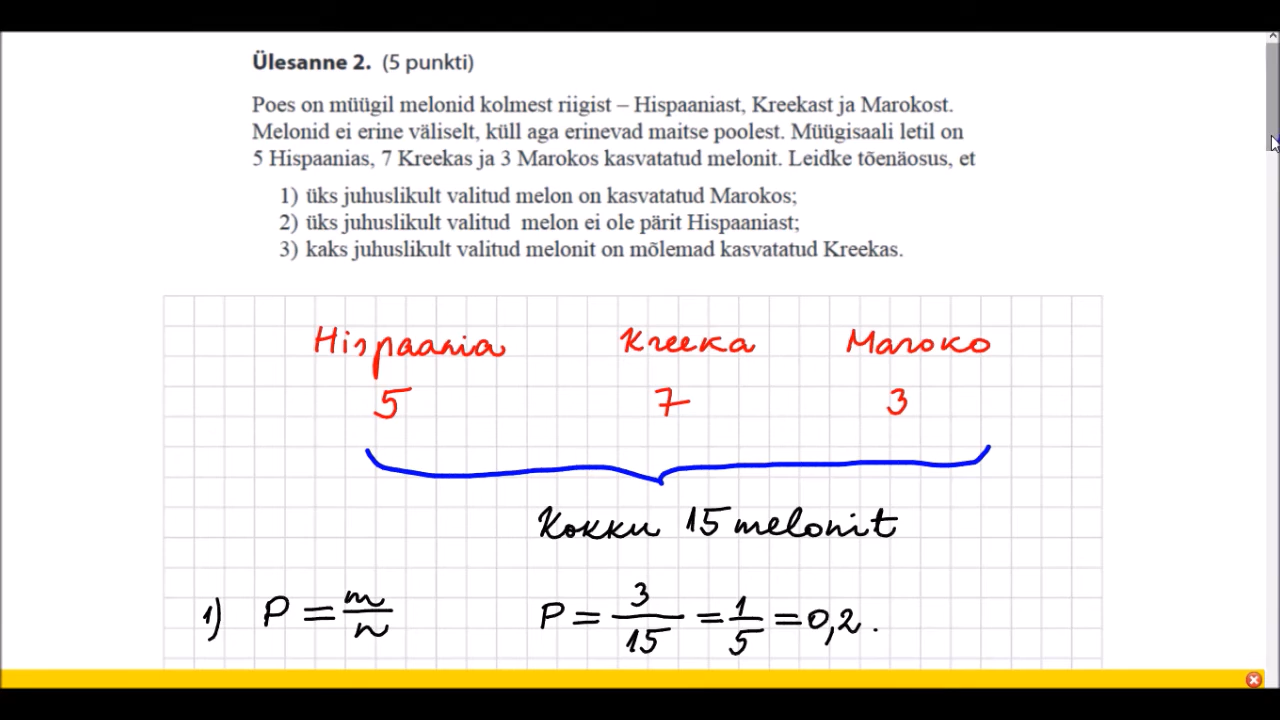 Ülesanne 2. (5 punkti)
Poes on müügil melonid kolmest riigist – Hispaaniast, Kreekast ja Marokost.
Melonid ei erine väliselt, küll aga erinevad maitse poolest. Müügisaali letil on
5 Hispaanias, 7 Kreekas ja 3 Marokos kasvatatud melonit. Leidke tõenäosus, et
1) üks juhuslikult valitud melon on kasvatatud Marokos;
2) üks juhuslikult valitud melon ei ole pärit Hispaaniast;
3) kaks juhuslikult valitud melonit on mõlemad kasvatatud Kreekas.
Hispaania Kreeka Maroko
5 7 3
Kokku 15 melonit
1) P = m/n P = 3/15 = 1/5 = 0,2.